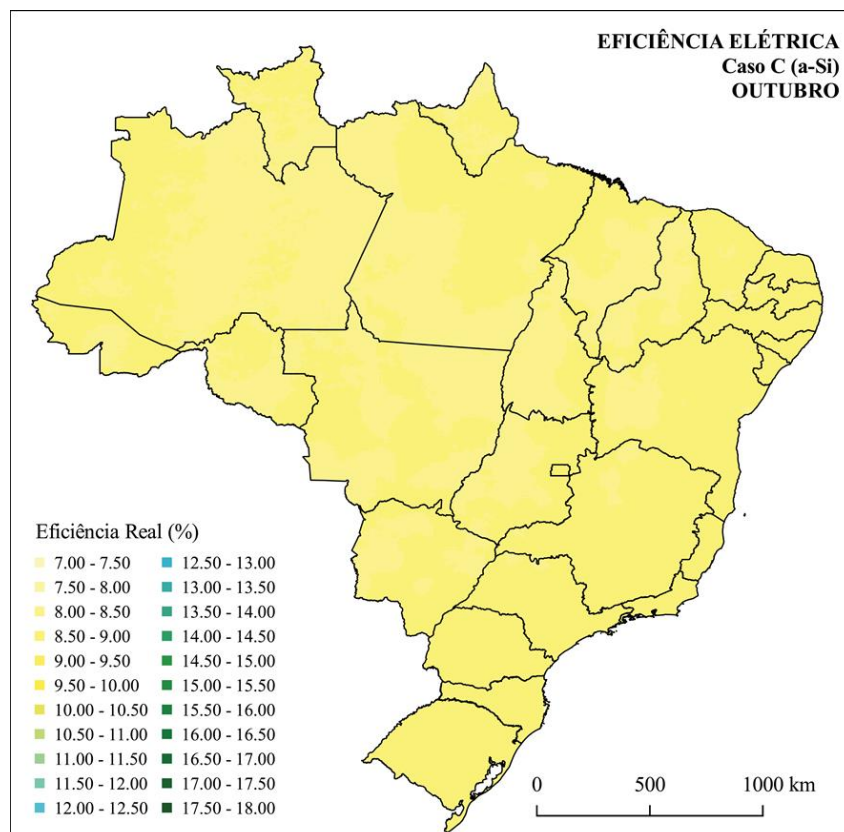 EFICIÊNCIA ELÉTRICA
Caso C (a-Si)
OUTUBRO
Eficiência Real (%)
7.00 - 7.50
7.50 - 8.00
8.00 - 8.50
8.50 - 9.00
9.00 - 9.50
9.50 - 10.00
10.00 - 10.50
10.50 - 11.00
11.00 - 11.50
11.50 - 12.00
12.00 - 12.50
12.50 - 13.00
13.00 - 13.50
13.50 - 14.00
14.00 - 14.50
14.50 - 15.00
15.00 - 15.50
15.50 - 16.00
16.00 - 16.50
16.50 - 17.00
17.00 - 17.50
17.50 - 18.00
0 500 1000 km